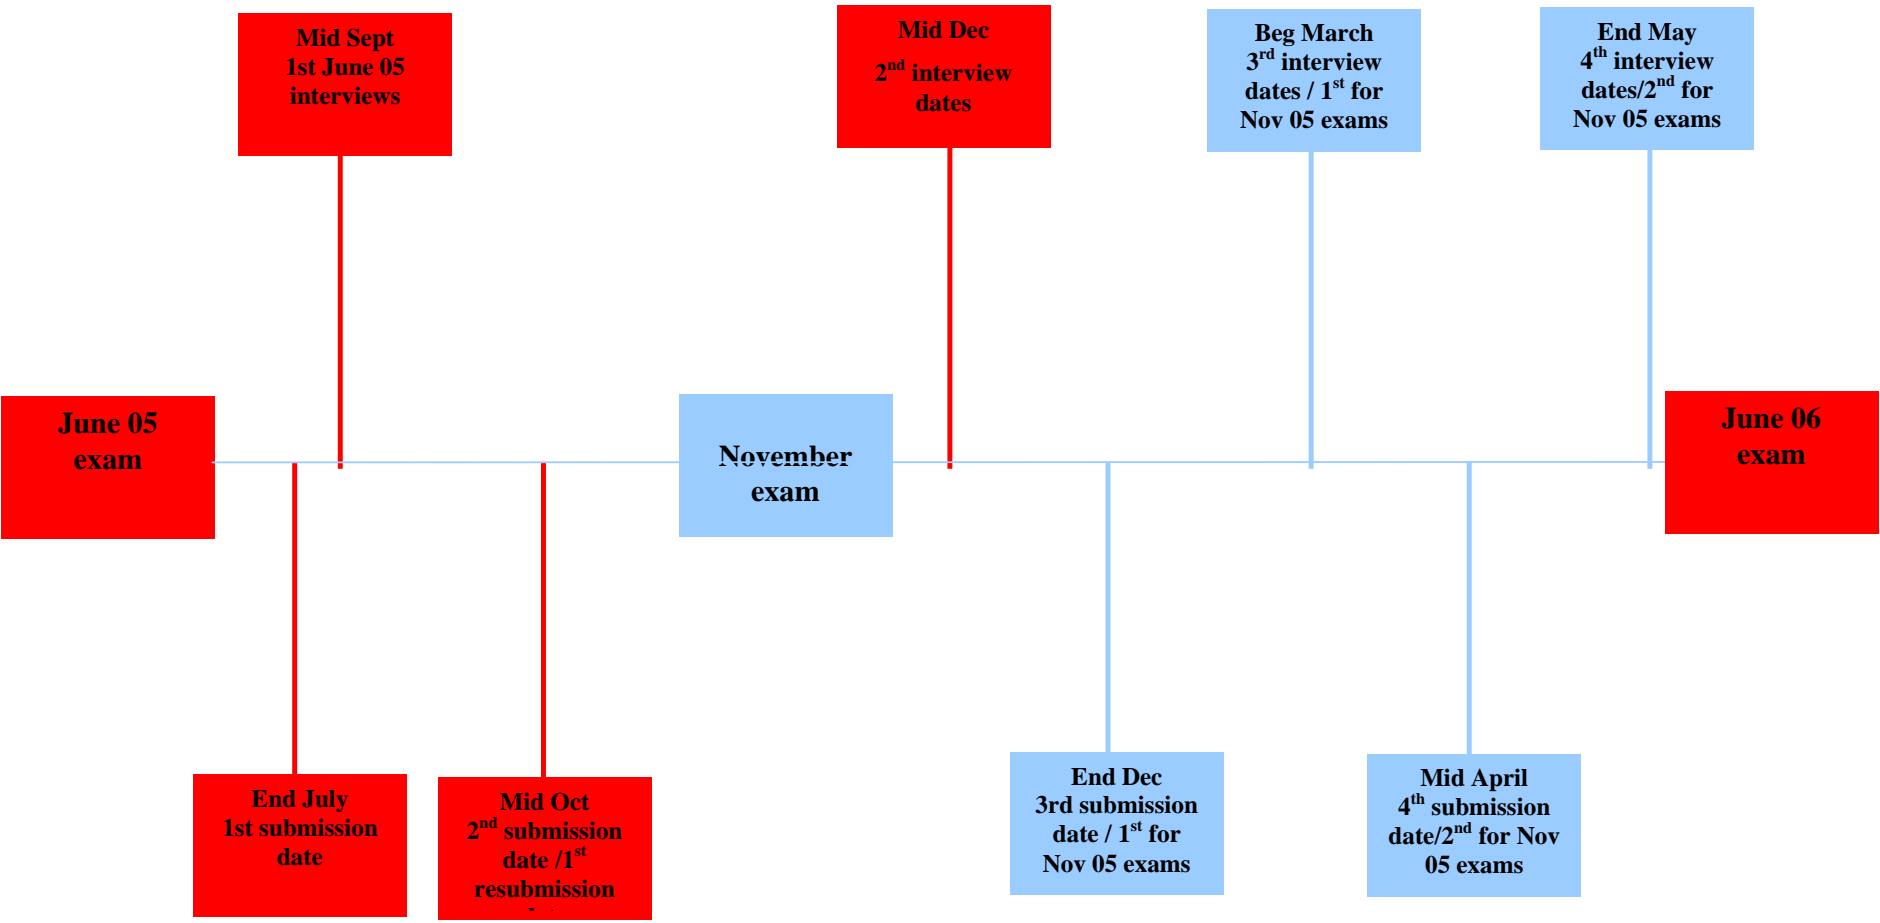 Mid Sept
1st June 05
interviews
Mid Dec
2nd interview
dates
Beg March
3rd interview
dates / 1st for
Nov 05 exams
End May
4th interview
dates/2nd for
Nov 05 exams
June 05
exam
November
exam
June 06
exam
End July
1st submission
date
Mid Oct
2nd submission
date /1st
resubmission
End Dec
3rd submission
date / 1st for
Nov 05 exams
Mid April
4th submission
date/2nd for Nov
05 exams